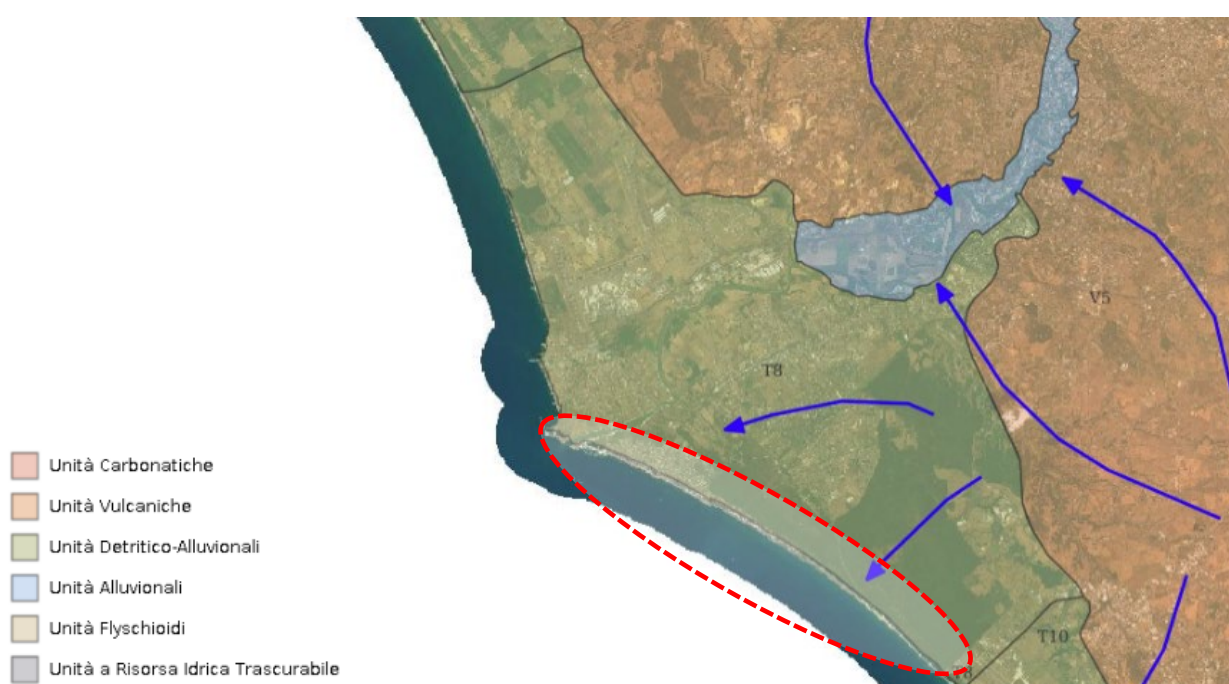 V5
T8
T10
Unità Carbonatiche
Unità Vulcaniche
Unità Detritico-Alluvionali
Unità Alluvionali
Unità Flyschioidi
Unità a Risorsa Idrica Trascurabile